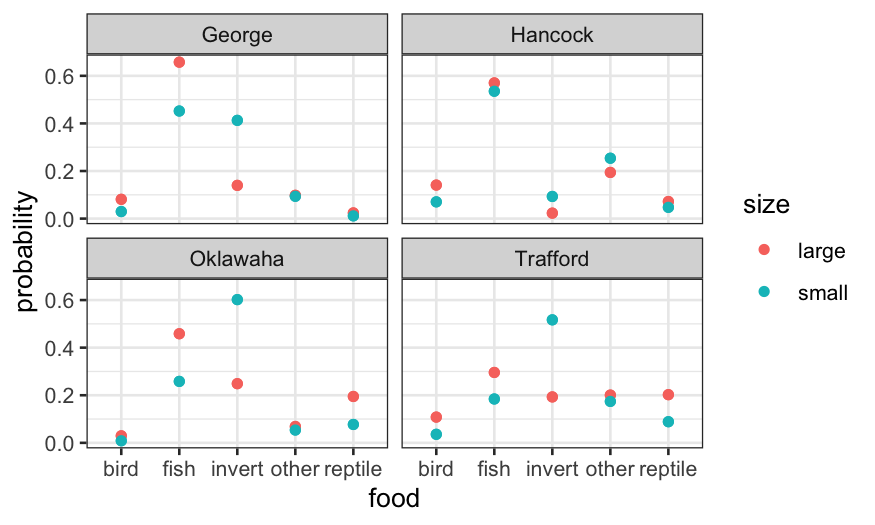 George Hancock
0.6
0.4
0.2
0.0
Oklawaha Trafford
0.6
0.4
0.2
0.0
bird fish invert other reptile bird fish invert other reptile
food
probability
size
large
small